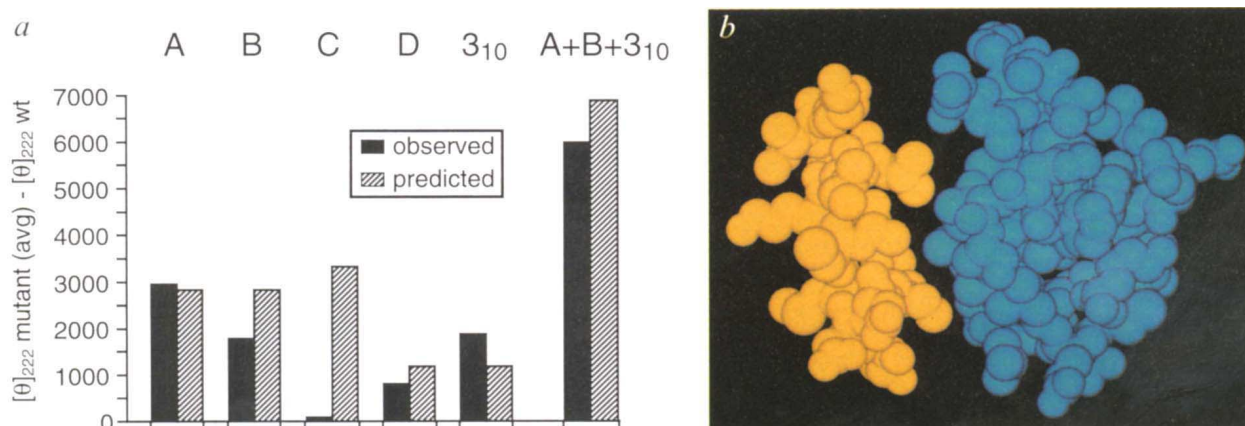 a
A B C D 3₁₀ A+B+3₁₀
[θ]₂₂₂ mutant (avg) - [θ]₂₂₂ wt
7000
6000
5000
4000
3000
2000
1000
0
observed
predicted
b